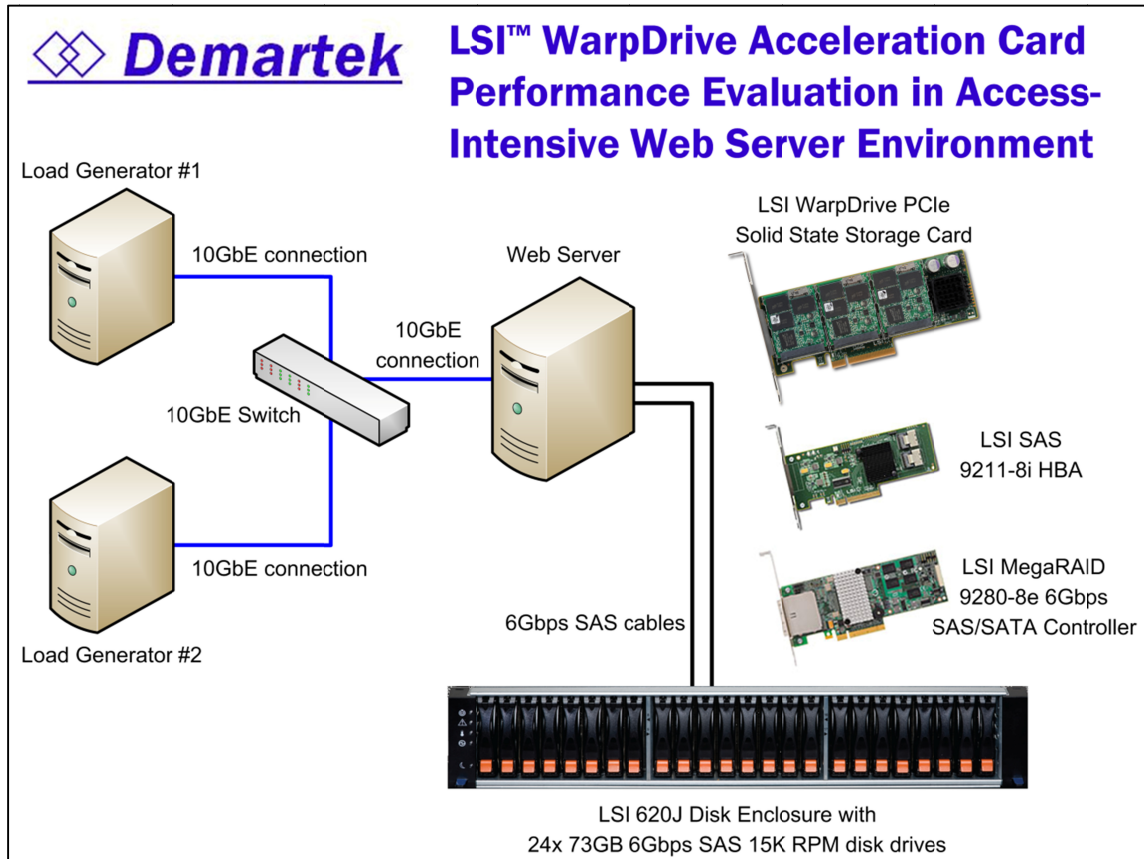 Demartek
LSI™ WarpDrive Acceleration Card
Performance Evaluation in Access-
Intensive Web Server Environment
Load Generator #1
10GbE connection
Web Server
10GbE
connection
10GbE Switch
10GbE connection
Load Generator #2
LSI WarpDrive PCIe
Solid State Storage Card
LSI SAS
9211-8i HBA
LSI MegaRAID
9280-8e 6Gbps
SAS/SATA Controller
6Gbps SAS cables
LSI 620J Disk Enclosure with
24x 73GB 6Gbps SAS 15K RPM disk drives